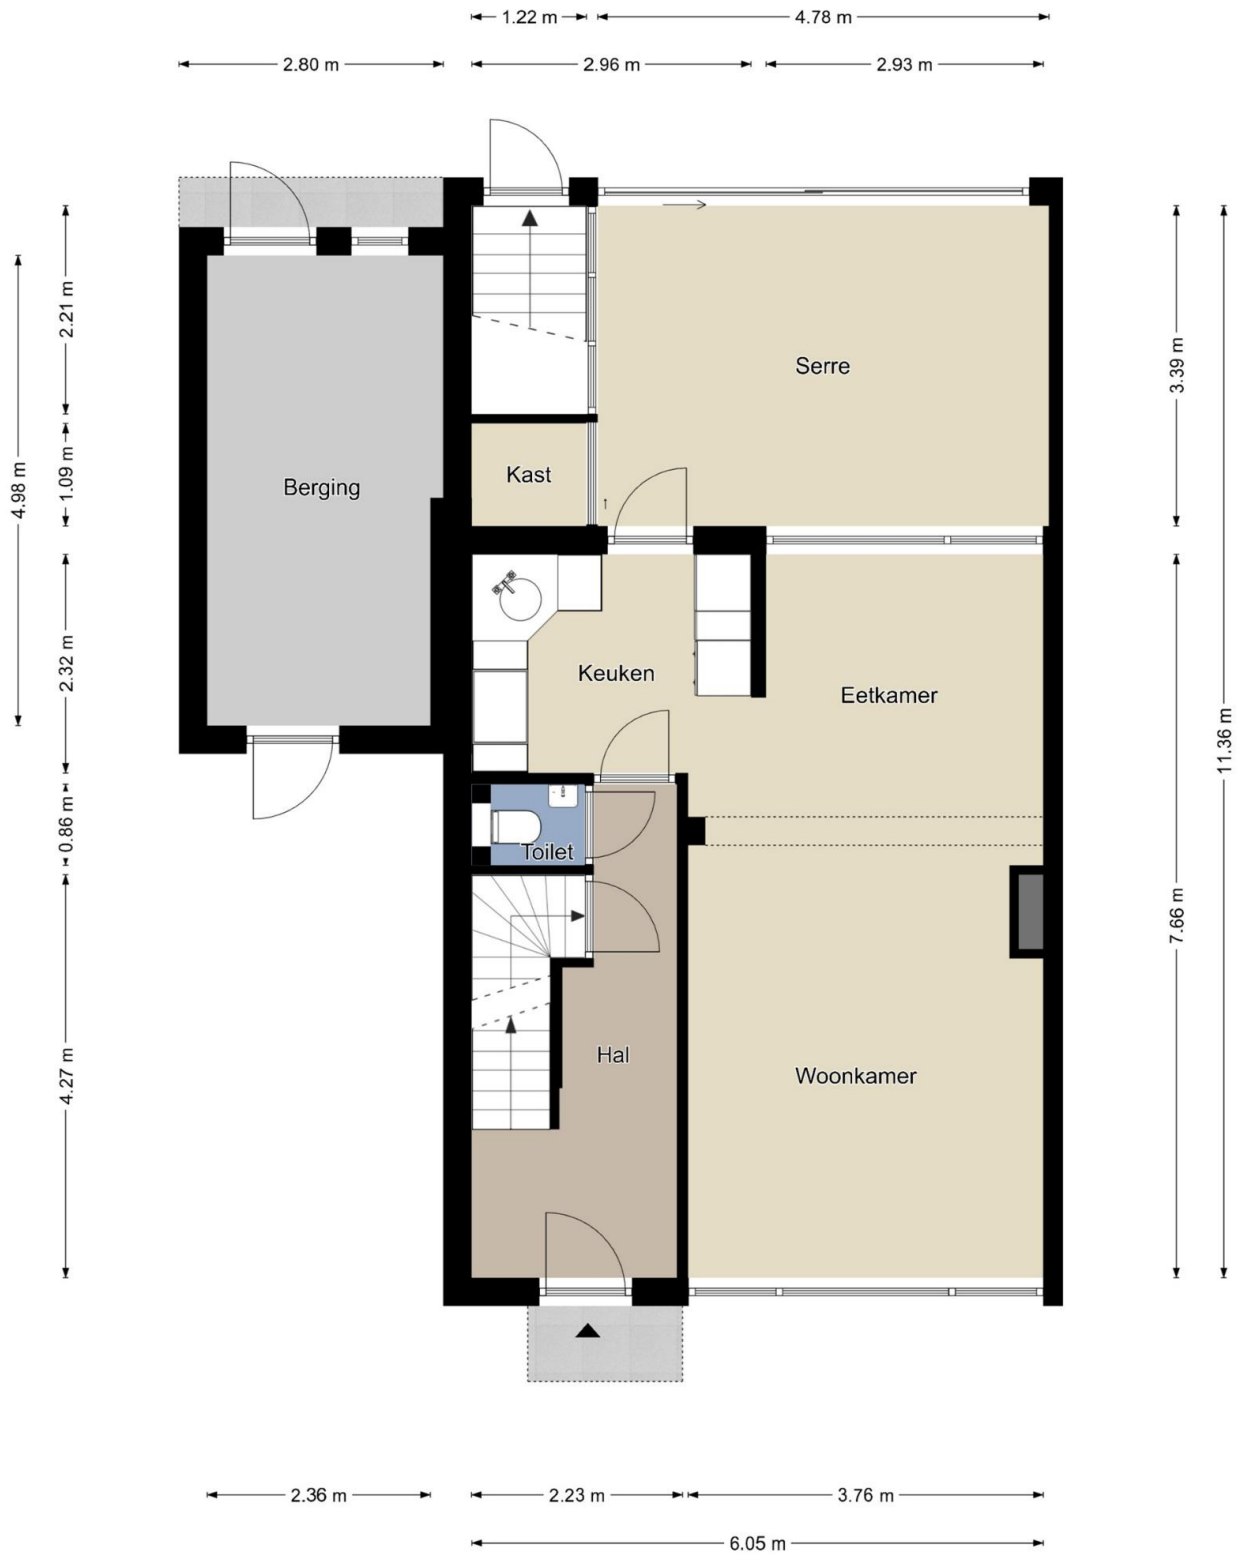 1.22 m
4.78 m
2.80 m
2.96 m
2.93 m
2.21 m
3.39 m
Serre
1.09 m
Kast
Berging
4.98 m
2.32 m
Keuken
Eetkamer
11.36 m
0.86 m
Toilet
7.66 m
4.27 m
Hal
Woonkamer
2.36 m
2.23 m
3.76 m
6.05 m